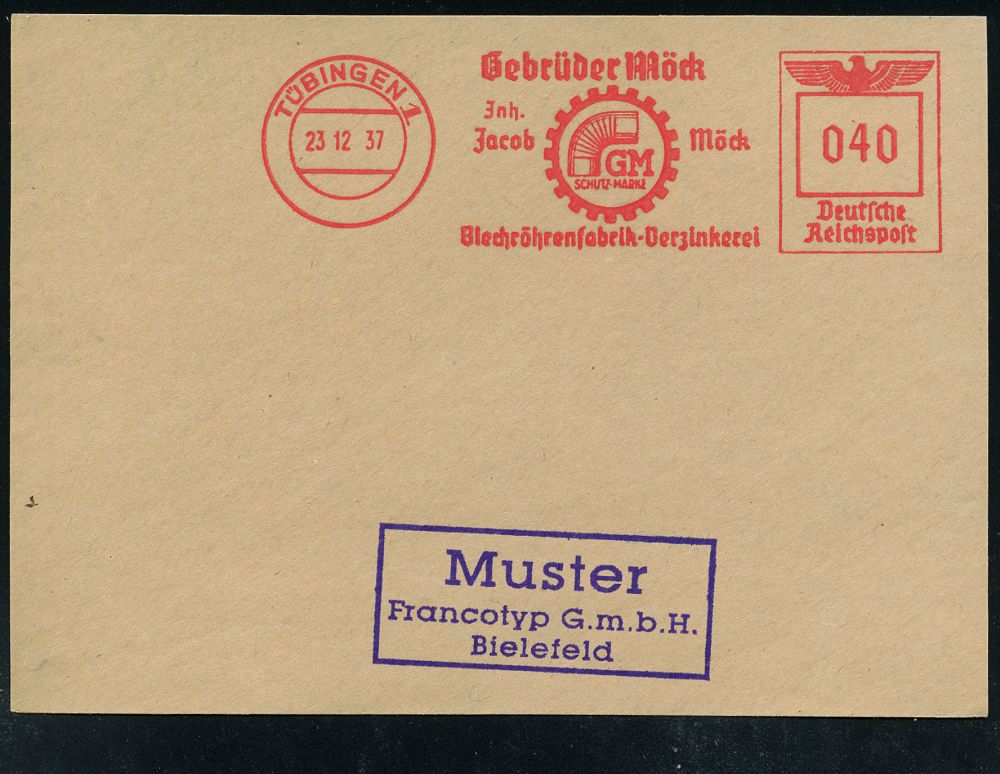 TÜBINGEN 1
23 12 37
Gebrüder Möck
Inh.
Jacob Möck
GM
SCHUTZ-MARKE
Blechröhrenfabrik-Verzinkerei
040
Deutsche
Reichspost
Muster
Francotyp G.m.b.H.
Bielefeld